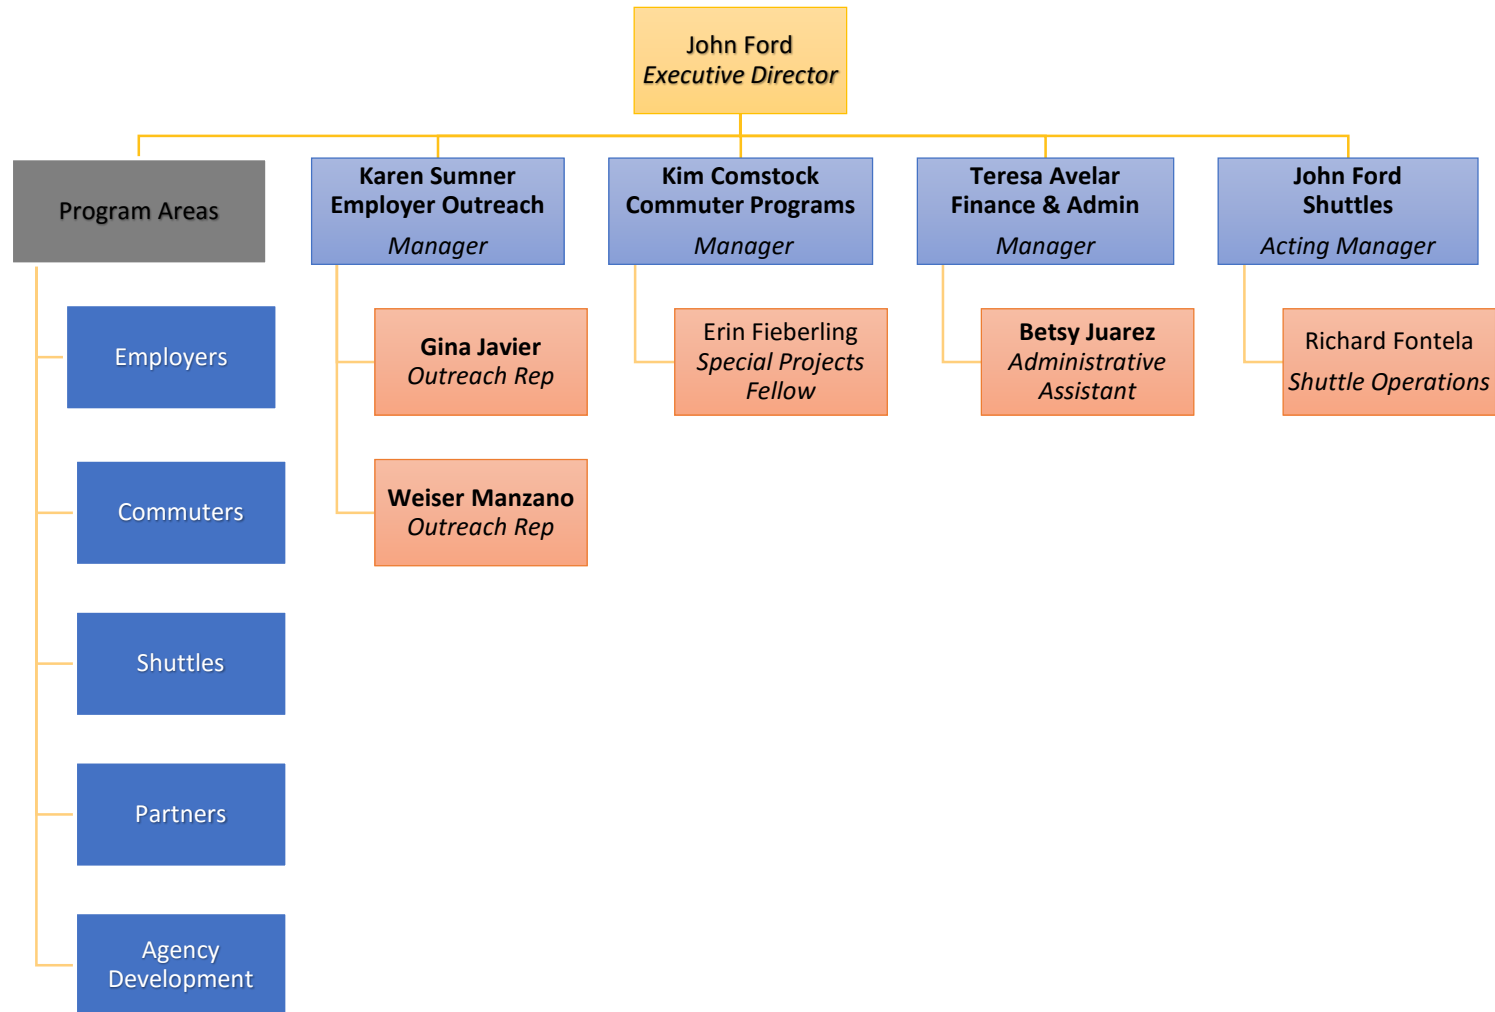 John Ford
Executive Director
Program Areas
Karen Sumner
Employer Outreach
Manager
Kim Comstock
Commuter Programs
Manager
Teresa Avelar
Finance & Admin
Manager
John Ford
Shuttles
Acting Manager
Employers
Commuters
Shuttles
Partners
Agency
Development
Gina Javier
Outreach Rep
Weiser Manzano
Outreach Rep
Erin Fieberling
Special Projects
Fellow
Betsy Juarez
Administrative
Assistant
Richard Fontela
Shuttle Operations